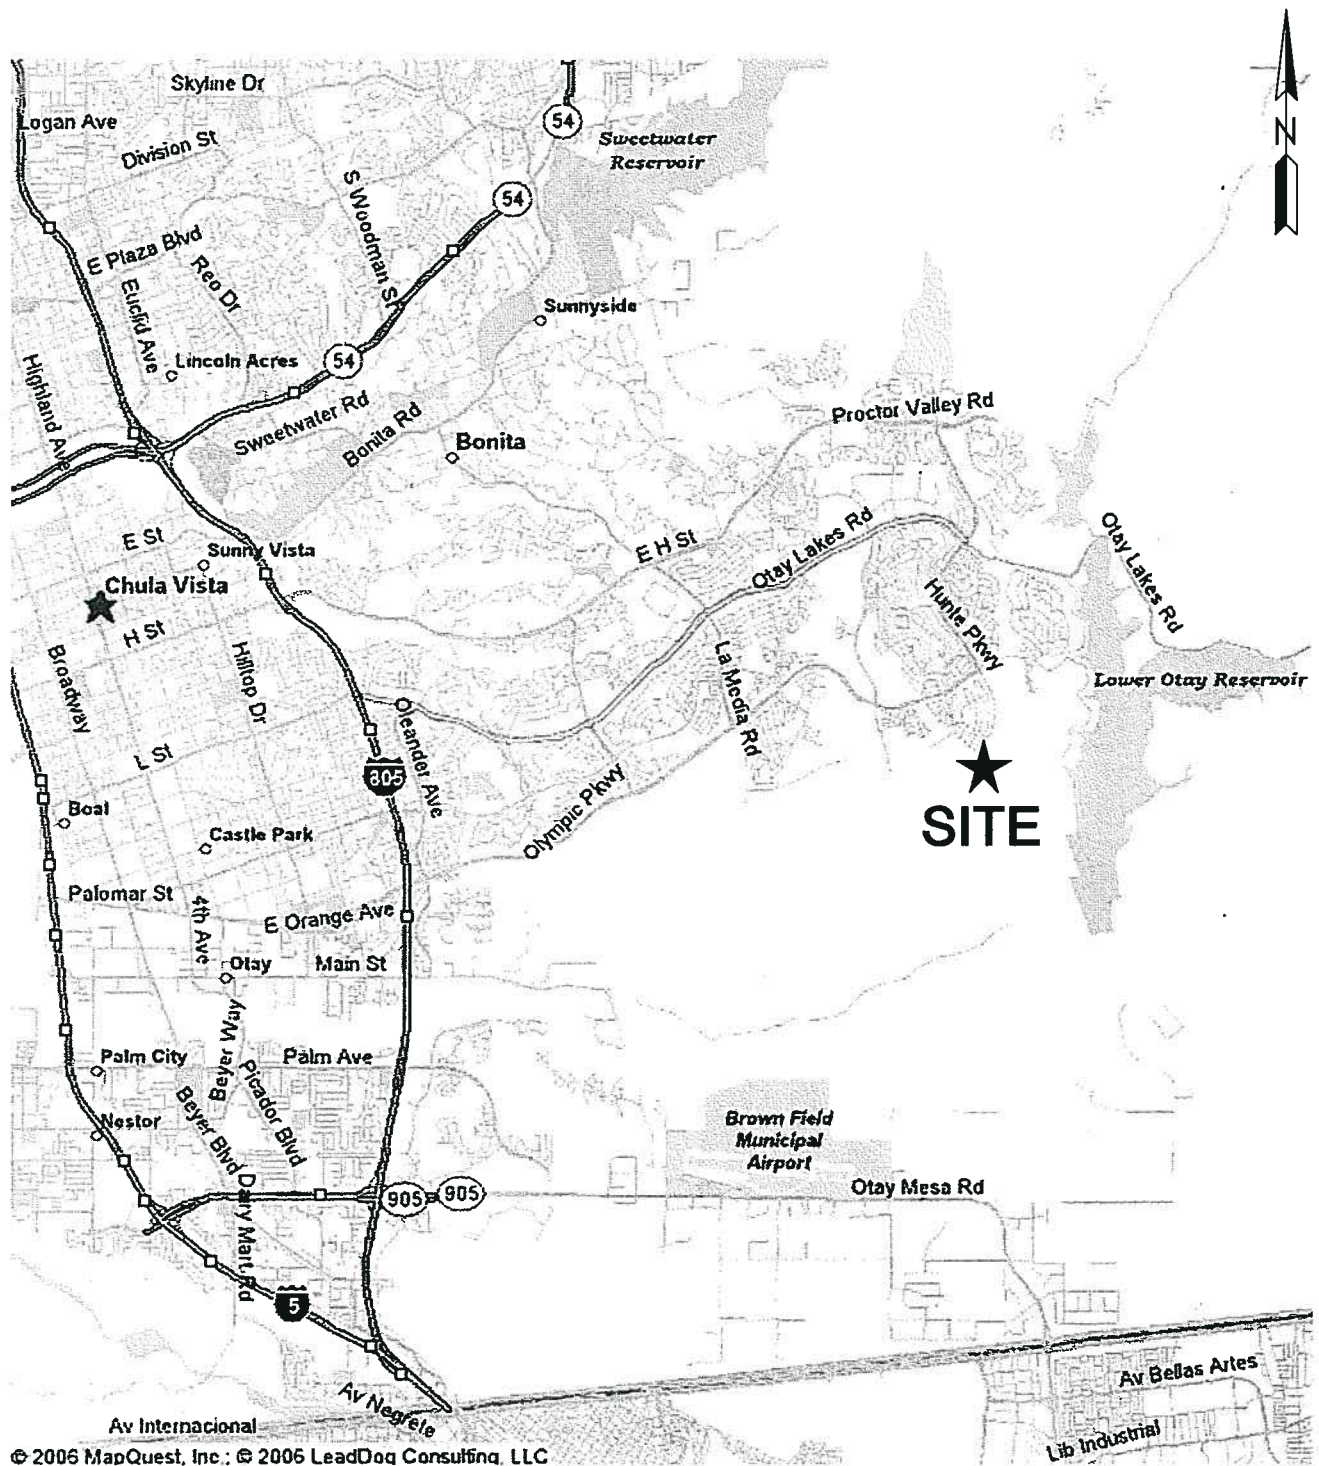 N
Skyline Dr
Logan Ave
Division St
54
Sweetwater
Reservoir
S Woodman St
54
E Plaza Blvd
Reo Dr
Euclid Ave
Sunnyside
Lincoln Acres
54
Highland Ave
Sweetwater Rd
Bonita Rd
Bonita
Proctor Valley Rd
E St
Sunny Vista
E H St
Otay Lakes Rd
Otay Lakes Rd
Chula Vista
H St
Hunte Pkwy
Broadway
Hilltop Dr
La Media Rd
Lower Otay Reservoir
L St
Oleander Ave
805
Olympic Pkwy
SITE
Boal
Castle Park
Palomar St
4th Ave
E Orange Ave
Otay
Main St
Beyer Way
Palm City
Palm Ave
Picador Blvd
Beyer Blvd
Nestor
Brown Field
Municipal
Airport
Dairy Mart Rd
905
905
Otay Mesa Rd
5
Av Negrete
Av Internacional
Av Bellas Artes
Lib Industrial
© 2006 MapQuest, Inc.; © 2006 LeadDog Consulting, LLC